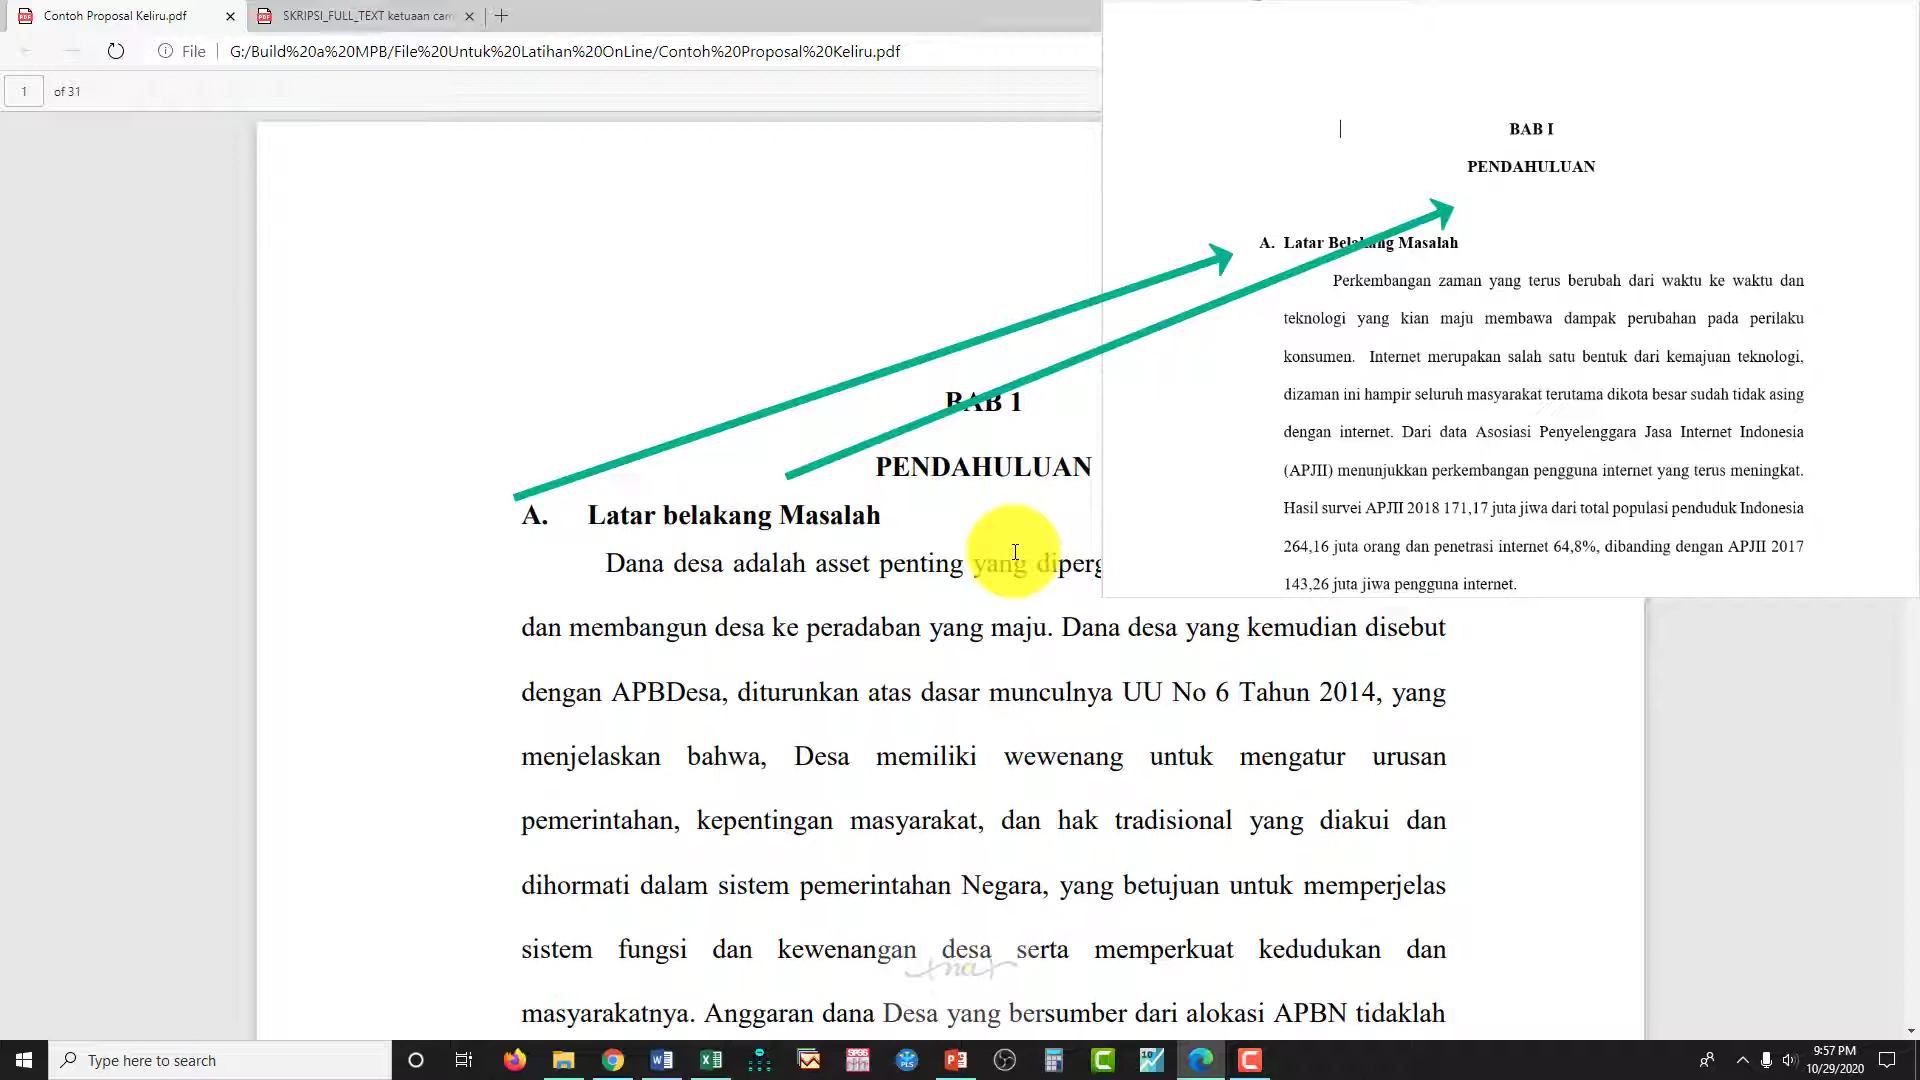 Contoh Proposal Keliru.pdf
SKRIPSI_FULL_TEXT ketuaan cam
File
G:/Build%20a%20MPB/File%20Untuk%20Latihan%20OnLine/Contoh%20Proposal%20Keliru.pdf
1 of 31
BAB 1
PENDAHULUAN
A. Latar belakang Masalah
Dana desa adalah asset penting yang diperg
dan membangun desa ke peradaban yang maju. Dana desa yang kemudian disebut
dengan APBDesa, diturunkan atas dasar munculnya UU No 6 Tahun 2014, yang
menjelaskan bahwa, Desa memiliki wewenang untuk mengatur urusan
pemerintahan, kepentingan masyarakat, dan hak tradisional yang diakui dan
dihormati dalam sistem pemerintahan Negara, yang betujuan untuk memperjelas
sistem fungsi dan kewenangan desa serta memperkuat kedudukan dan
masyarakatnya. Anggaran dana Desa yang bersumber dari alokasi APBN tidaklah
BAB I
PENDAHULUAN
A. Latar Belakang Masalah
Perkembangan zaman yang terus berubah dari waktu ke waktu dan
teknologi yang kian maju membawa dampak perubahan pada perilaku
konsumen. Internet merupakan salah satu bentuk dari kemajuan teknologi,
dizaman ini hampir seluruh masyarakat terutama dikota besar sudah tidak asing
dengan internet. Dari data Asosiasi Penyelenggara Jasa Internet Indonesia
(APJII) menunjukkan perkembangan pengguna internet yang terus meningkat.
Hasil survei APJII 2018 171,17 juta jiwa dari total populasi penduduk Indonesia
264,16 juta orang dan penetrasi internet 64,8%, dibanding dengan APJII 2017
143,26 juta jiwa pengguna internet.
Type here to search
9:57 PM
10/29/2020